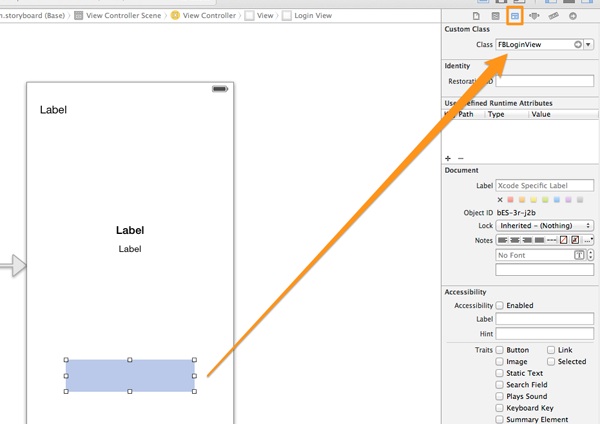 n.storyboard (Base) View Controller Scene View Controller View Login View
Custom Class
Class FBLoginView
Identity
Restoration ID
User Defined Runtime Attributes
Key Path Type Value
+ −
Document
Label Xcode Specific Label
Object ID bES-3r-j2b
Lock Inherited - (Nothing)
Notes
No Font
Accessibility
Accessibility Enabled
Label
Hint
Traits Button Link
Image Selected
Static Text
Search Field
Plays Sound
Keyboard Key
Summary Element
Label
Label
Label